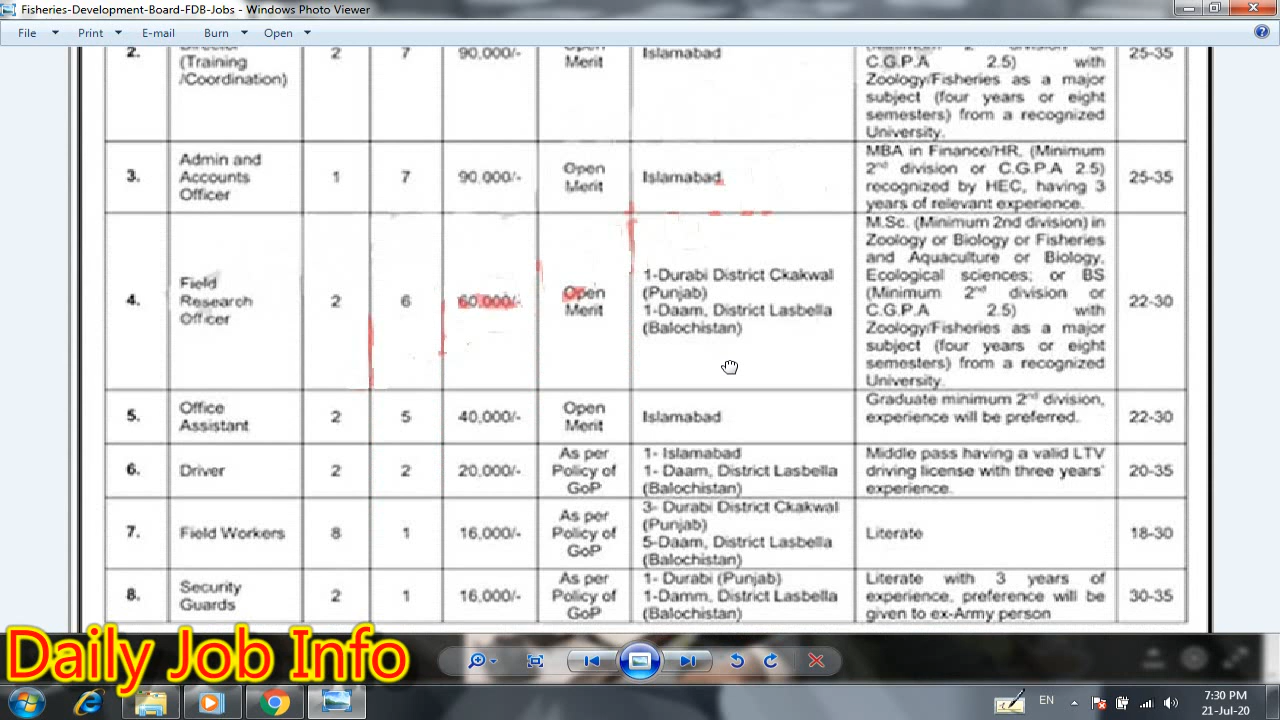 Fisheries-Development-Board-FDB-Jobs - Windows Photo Viewer
File Print E-mail Burn Open
2. (Training /Coordination) 2 7 90,000/- Open Merit Islamabad C.G.P.A 2.5) with Zoology/Fisheries as a major subject (four years or eight semesters) from a recognized University. 25-35
3. Admin and Accounts Officer 1 7 90,000/- Open Merit Islamabad MBA in Finance/HR, (Minimum 2nd division or C.G.P.A 2.5) recognized by HEC, having 3 years of relevant experience. 25-35
4. Field Research Officer 2 6 60,000/- Open Merit 1-Durabi District Ckakwal (Punjab) 1-Daam, District Lasbella (Balochistan) M.Sc. (Minimum 2nd division) in Zoology or Biology or Fisheries and Aquaculture or Biology, Ecological sciences; or BS (Minimum 2nd division or C.G.P.A 2.5) with Zoology/Fisheries as a major subject (four years or eight semesters) from a recognized University. 22-30
5. Office Assistant 2 5 40,000/- Open Merit Islamabad Graduate minimum 2nd division, experience will be preferred. 22-30
6. Driver 2 2 20,000/- As per Policy of GoP 1- Islamabad 1- Daam, District Lasbella (Balochistan) Middle pass having a valid LTV driving license with three years' experience. 20-35
7. Field Workers 8 1 16,000/- As per Policy of GoP 3- Durabi District Ckakwal (Punjab) 5-Daam, District Lasbella (Balochistan) Literate 18-30
8. Security Guards 2 1 16,000/- As per Policy of GoP 1- Durabi (Punjab) 1-Damm, District Lasbella (Balochistan) Literate with 3 years of experience, preference will be given to ex-Army person 30-35
Daily Job Info
EN
7:30 PM
21-Jul-20